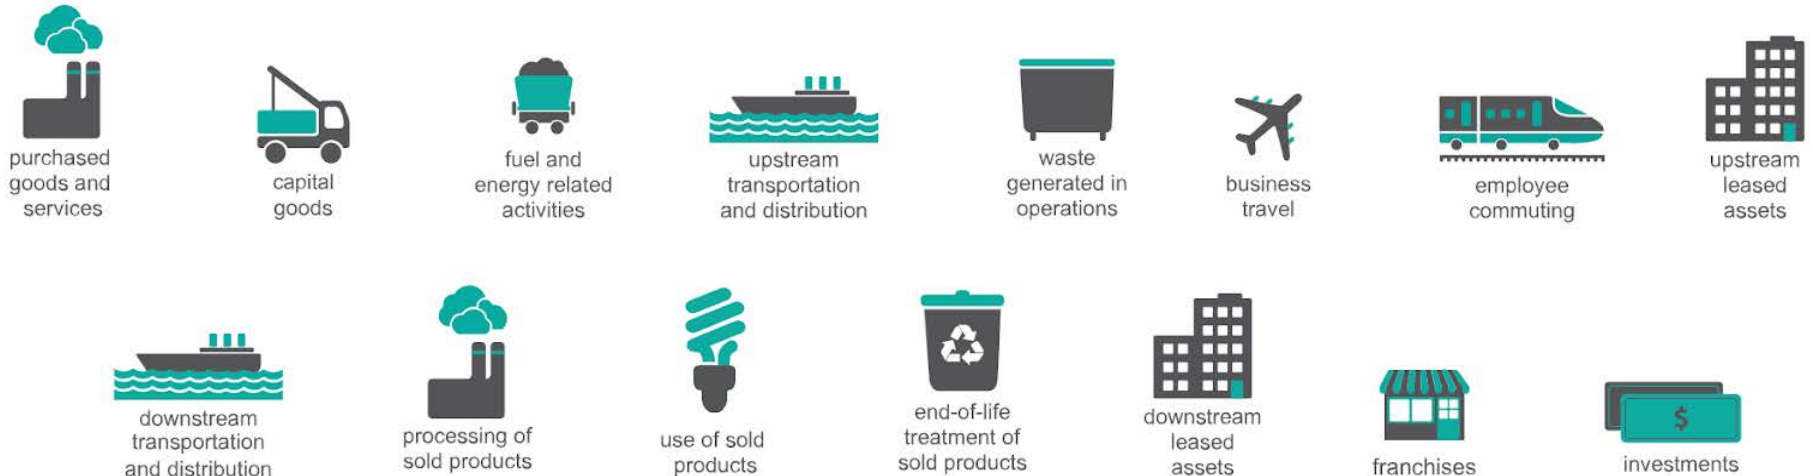 purchased
goods and
services
capital
goods
fuel and
energy related
activities
upstream
transportation
and distribution
waste
generated in
operations
business
travel
employee
commuting
upstream
leased
assets
downstream
transportation
and distribution
processing of
sold products
use of sold
products
end-of-life
treatment of
sold products
downstream
leased
assets
franchises
$
investments